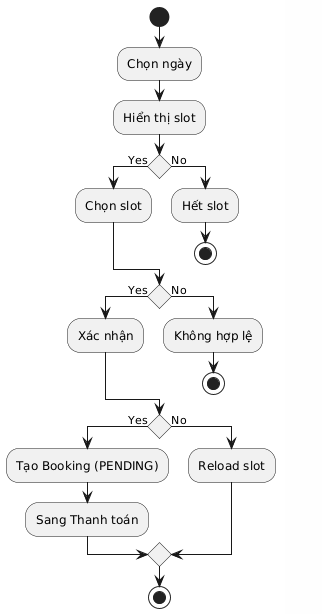 Chọn ngày
Hiển thị slot
Yes No
Chọn slot Hết slot
Yes No
Xác nhận Không hợp lệ
Yes No
Tạo Booking (PENDING) Reload slot
Sang Thanh toán